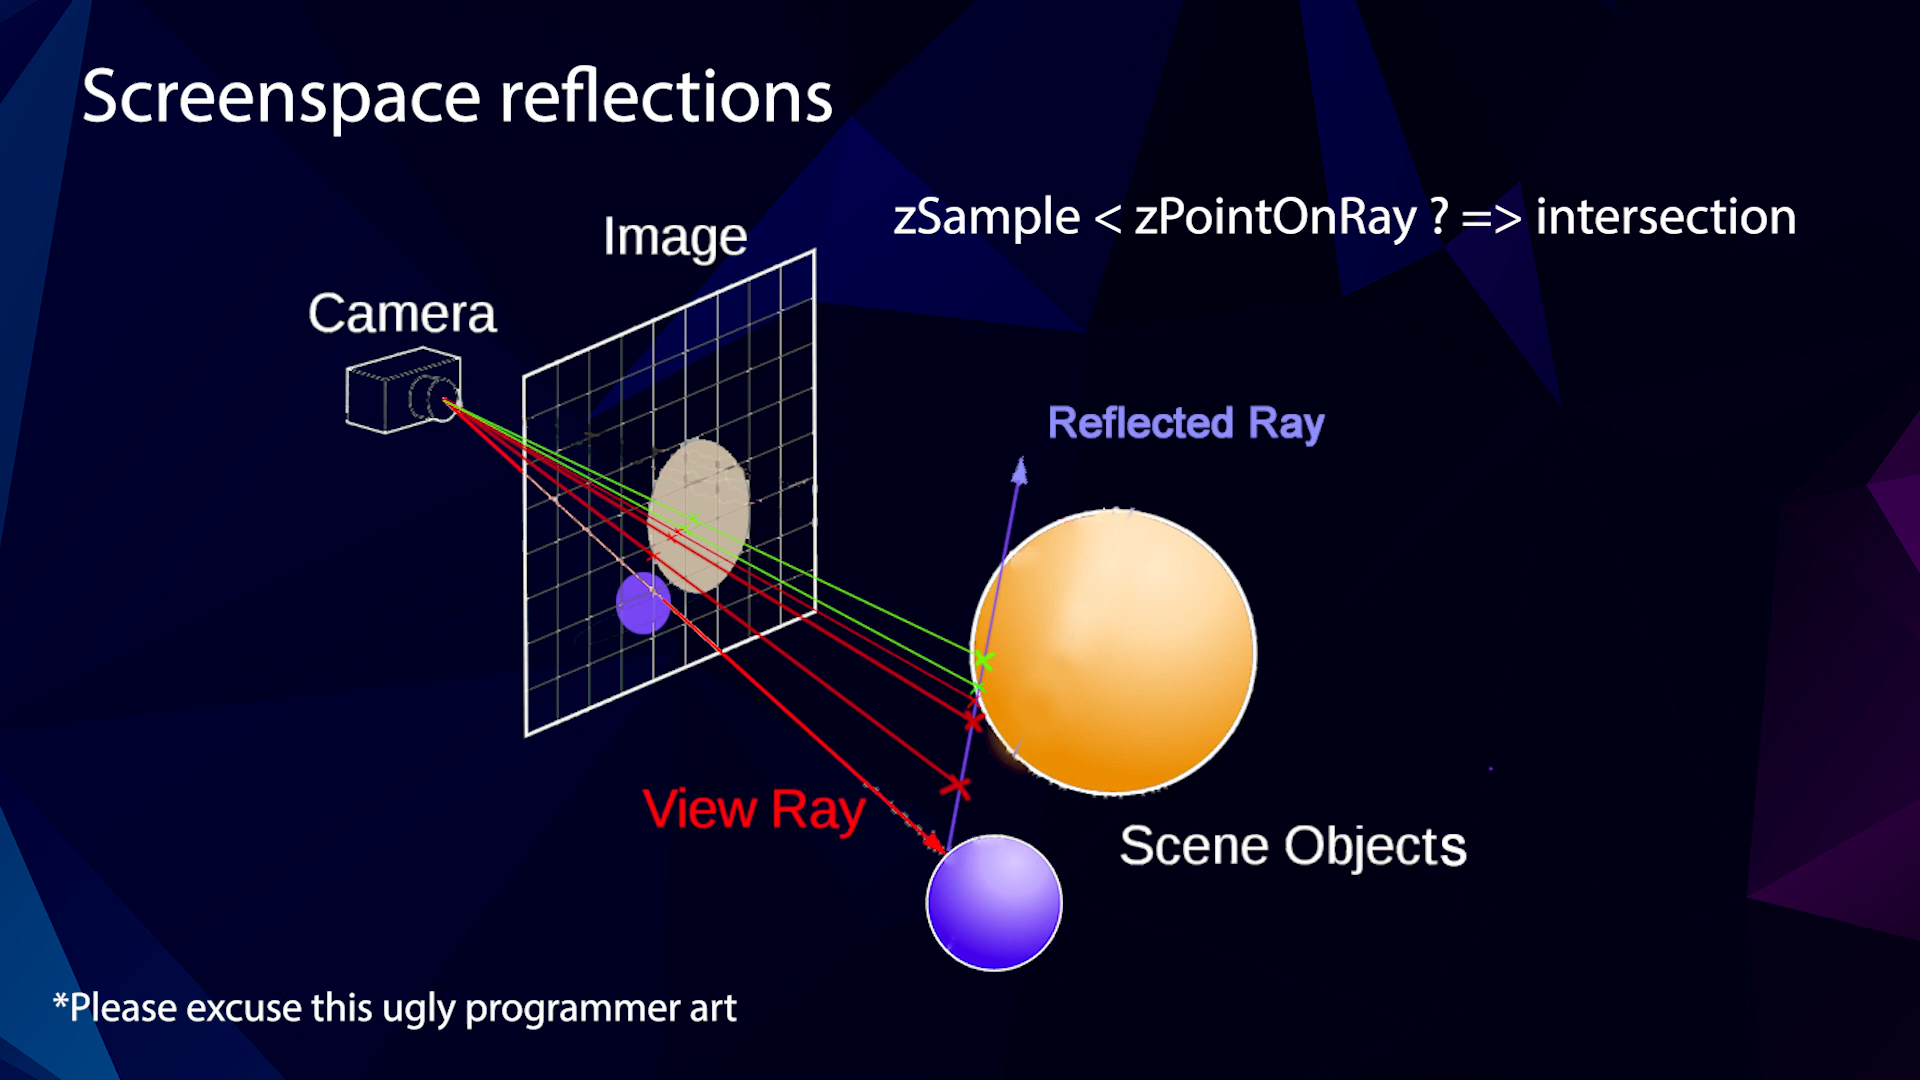 Screenspace reflections
zSample < zPointOnRay ? => intersection
Image
Camera
Reflected Ray
View Ray
Scene Objects
*Please excuse this ugly programmer art